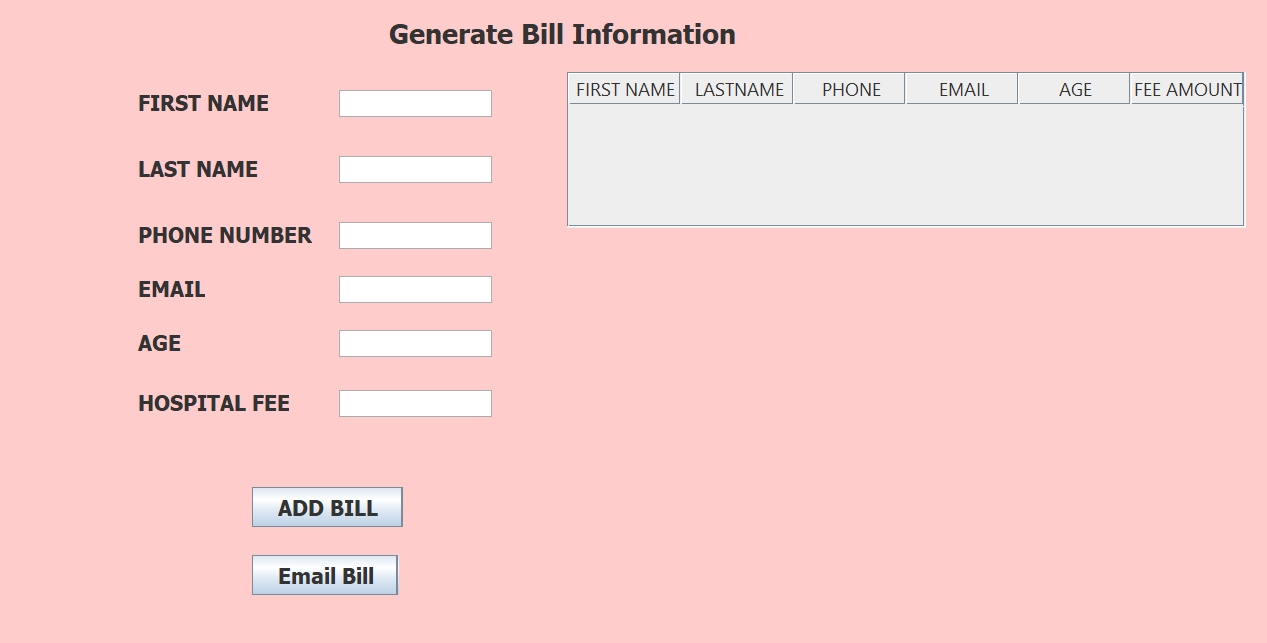 Generate Bill Information
FIRST NAME
LAST NAME
PHONE NUMBER
EMAIL
AGE
HOSPITAL FEE
ADD BILL
Email Bill
FIRST NAME LASTNAME PHONE EMAIL AGE FEE AMOUNT